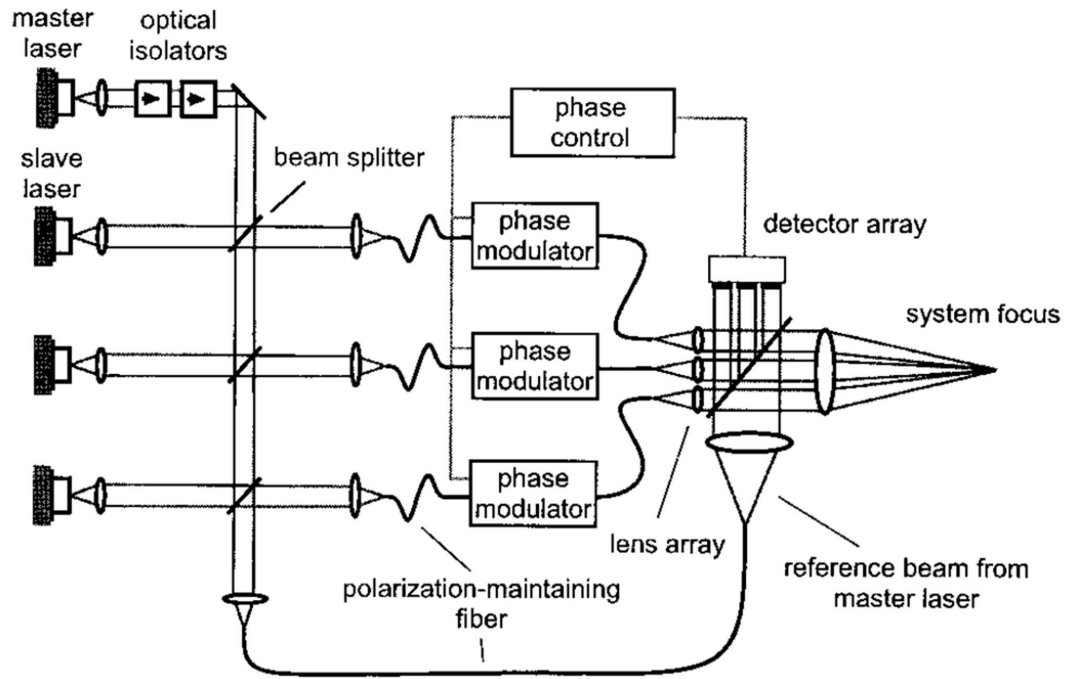 master
laser
optical
isolators
phase
control
slave
laser
beam splitter
phase
modulator
detector array
system focus
phase
modulator
phase
modulator
lens array
reference beam from
master laser
polarization-maintaining
fiber